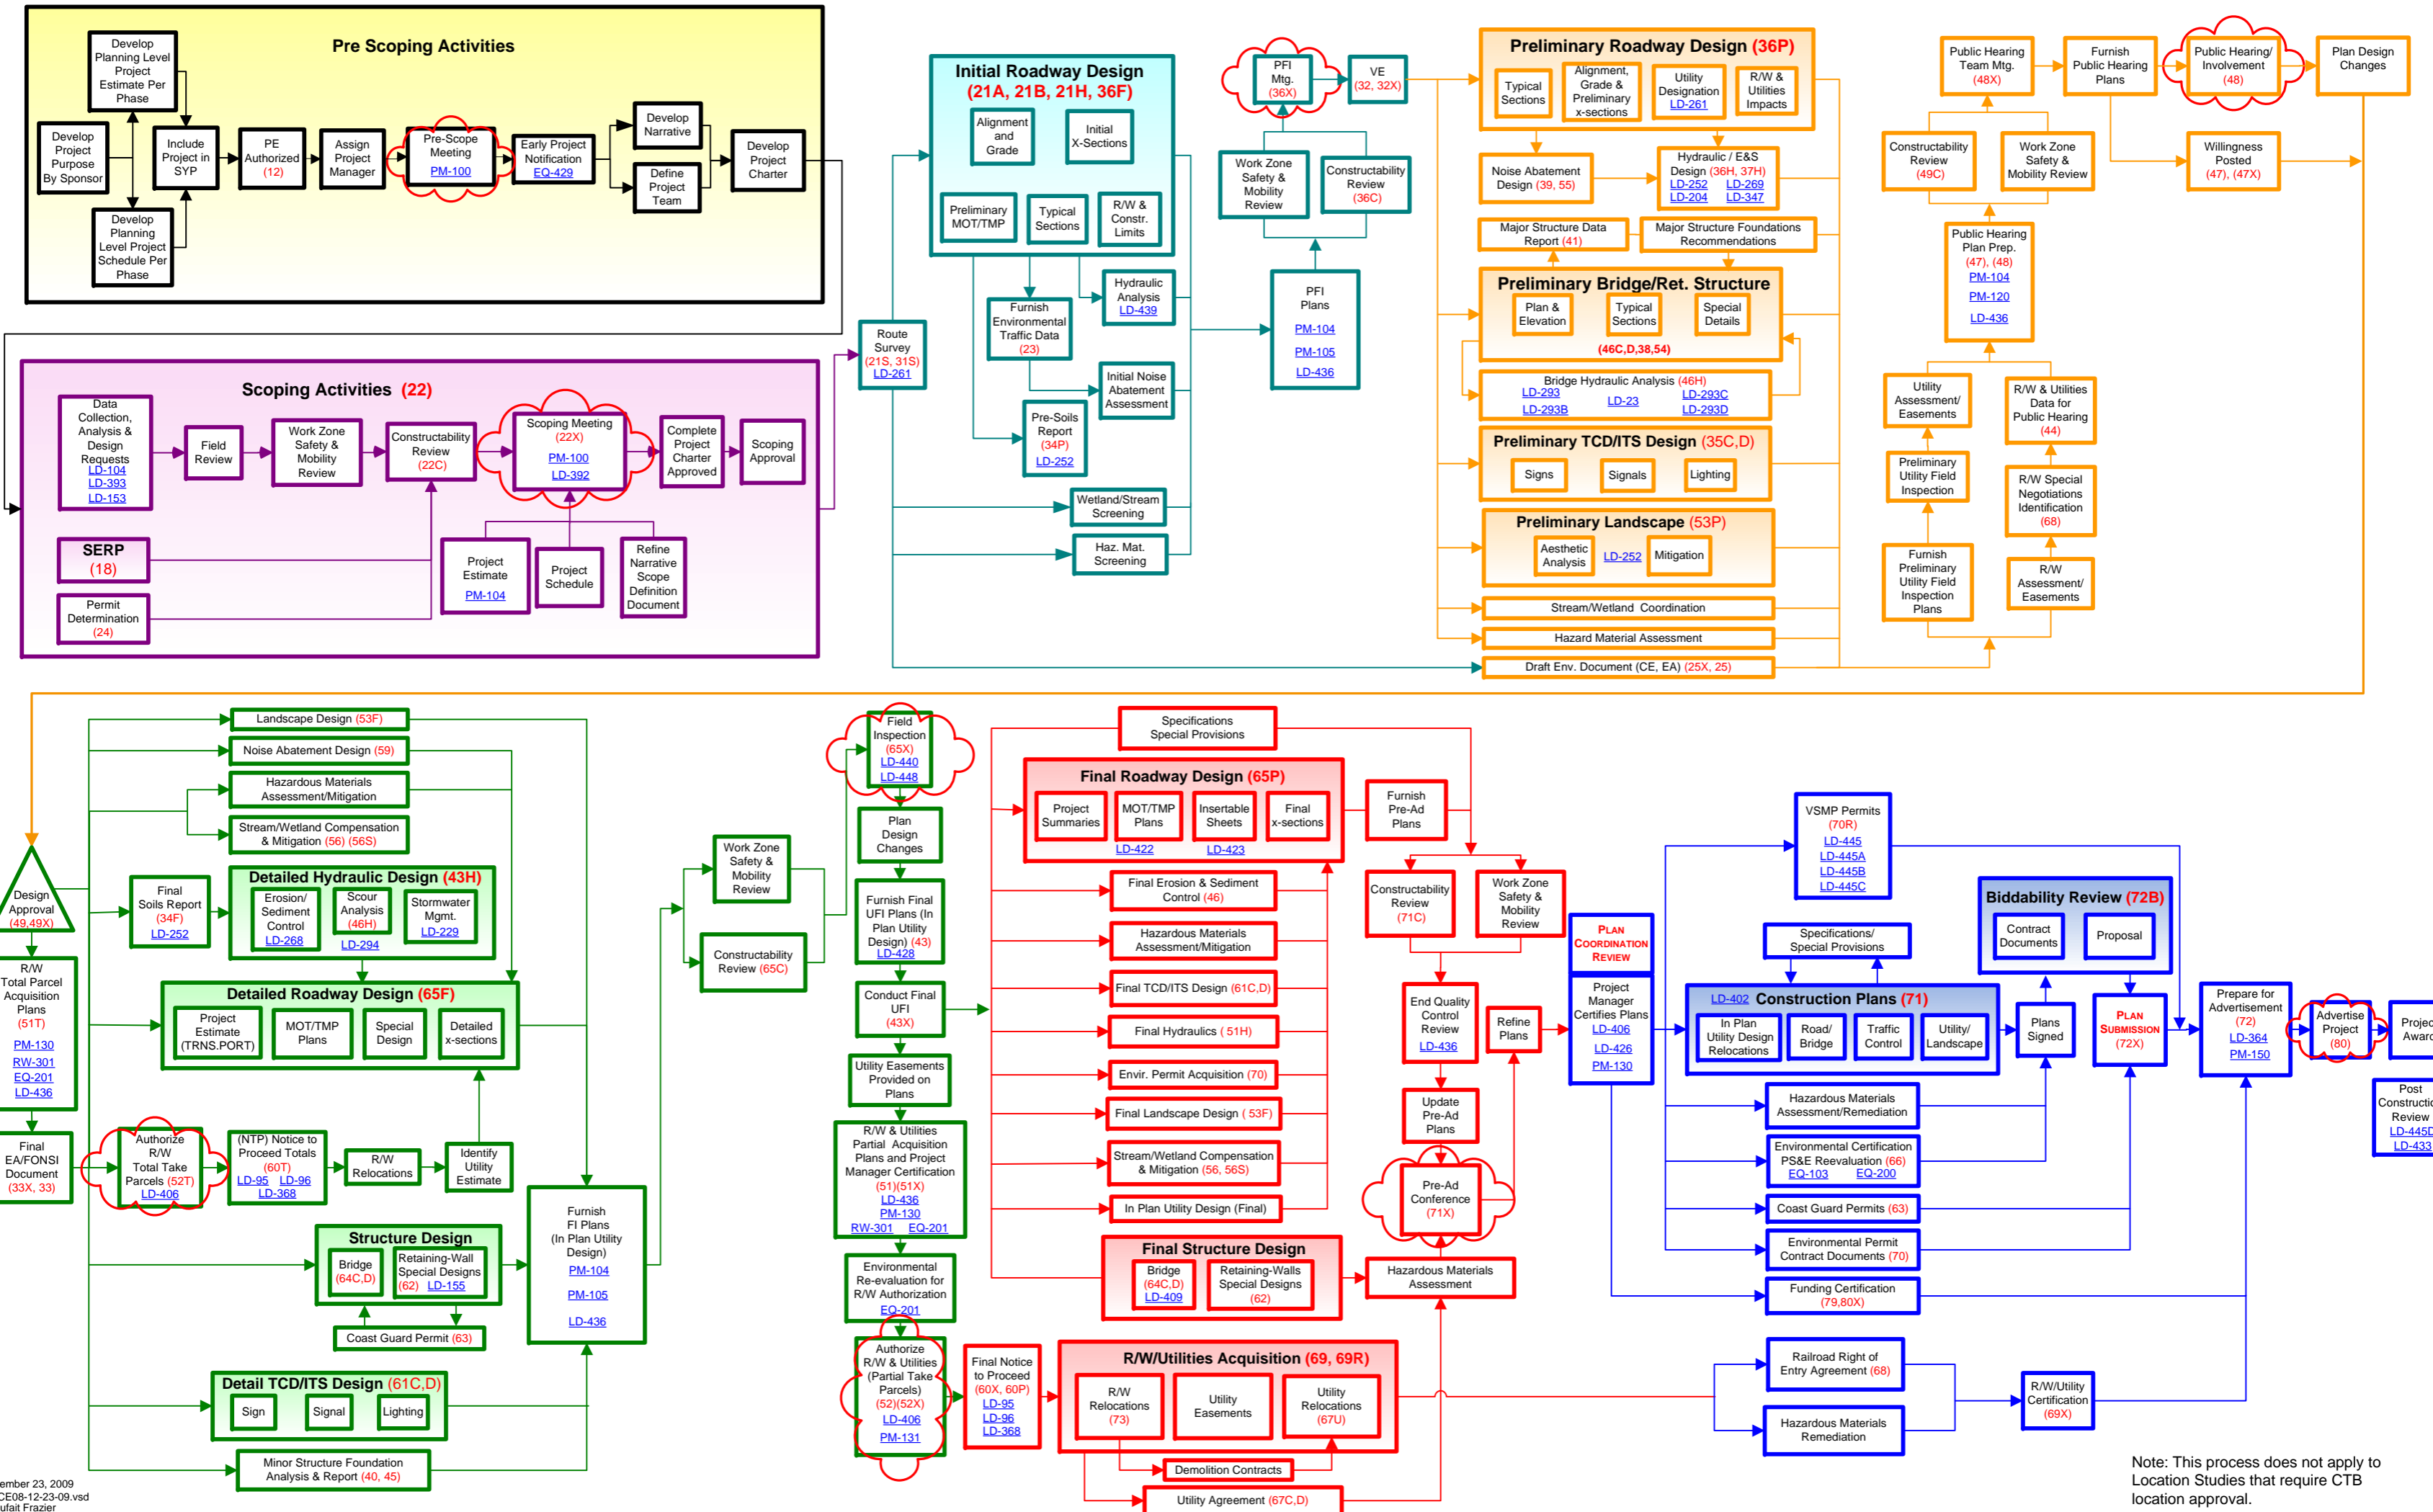 Pre Scoping Activities
Develop
Planning Level
Project
Estimate Per
Phase
Develop
Project
Purpose
By Sponsor
Develop
Planning
Level Project
Schedule Per
Phase
Include
Project in
SYP
PE
Authorized
(12)
Assign
Project
Manager
Pre-Scope
Meeting
PM-100
Early Project
Notification
EQ-429
Develop
Narrative
Define
Project
Team
Develop
Project
Charter
Scoping Activities (22)
Data
Collection,
Analysis &
Design
Requests
LD-104
LD-393
LD-153
Field
Review
Work Zone
Safety &
Mobility
Review
Constructability
Review
(22C)
Scoping Meeting
(22X)
PM-100
LD-392
Complete
Project
Charter
Approved
Scoping
Approval
SERP
(18)
Permit
Determination
(24)
Project
Estimate
PM-104
Project
Schedule
Refine
Narrative
Scope
Definition
Document
Route
Survey
(21S, 31S)
LD-261
Initial Roadway Design
(21A, 21B, 21H, 36F)
Alignment
and
Grade
Initial
X-Sections
Preliminary
MOT/TMP
Typical
Sections
R/W &
Constr.
Limits
Hydraulic
Analysis
LD-439
Furnish
Environmental
Traffic Data
(23)
Initial Noise
Abatement
Assessment
Pre-Soils
Report
(34P)
LD-252
Wetland/Stream
Screening
Haz. Mat.
Screening
PFI
Mtg.
(36X)
VE
(32, 32X)
Work Zone
Safety &
Mobility
Review
Constructability
Review
(36C)
PFI
Plans
PM-104
PM-105
LD-436
Preliminary Roadway Design (36P)
Typical
Sections
Alignment,
Grade &
Preliminary
x-sections
Utility
Designation
LD-261
R/W &
Utilities
Impacts
Noise Abatement
Design (39, 55)
Hydraulic / E&S
Design (36H, 37H)
LD-252 LD-269
LD-204 LD-347
Major Structure Data
Report (41)
Major Structure Foundations
Recommendations
Preliminary Bridge/Ret. Structure
Plan &
Elevation
Typical
Sections
Special
Details
(46C,D,38,54)
Bridge Hydraulic Analysis (46H)
LD-293 LD-23 LD-293C
LD-293B LD-293D
Preliminary TCD/ITS Design (35C,D)
Signs
Signals
Lighting
Preliminary Landscape (53P)
Aesthetic
Analysis
LD-252
Mitigation
Stream/Wetland Coordination
Hazard Material Assessment
Draft Env. Document (CE, EA) (25X, 25)
Public Hearing
Team Mtg.
(48X)
Furnish
Public Hearing
Plans
Public Hearing/
Involvement
(48)
Plan Design
Changes
Constructability
Review
(49C)
Work Zone
Safety &
Mobility Review
Willingness
Posted
(47), (47X)
Public Hearing
Plan Prep.
(47), (48)
PM-104
PM-120
LD-436
Utility
Assessment/
Easements
R/W & Utilities
Data for
Public Hearing
(44)
Preliminary
Utility Field
Inspection
R/W Special
Negotiations
Identification
(68)
Furnish
Preliminary
Utility Field
Inspection
Plans
R/W
Assessment/
Easements
Landscape Design (53F)
Noise Abatement Design (59)
Hazardous Materials
Assessment/Mitigation
Stream/Wetland Compensation
& Mitigation (56) (56S)
Design
Approval
(49,49X)
Final
Soils Report
(34F)
LD-252
Detailed Hydraulic Design (43H)
Erosion/
Sediment
Control
LD-268
Scour
Analysis
(46H)
LD-294
Stormwater
Mgmt.
LD-229
R/W
Total Parcel
Acquisition
Plans
(51T)
PM-130
RW-301
EQ-201
LD-436
Detailed Roadway Design (65F)
Project
Estimate
(TRNS.PORT)
MOT/TMP
Plans
Special
Design
Detailed
x-sections
Final
EA/FONSI
Document
(33X, 33)
Authorize
R/W
Total Take
Parcels (52T)
LD-406
(NTP) Notice to
Proceed Totals
(60T)
LD-95 LD-96
LD-368
R/W
Relocations
Identify
Utility
Estimate
Structure Design
Bridge
(64C,D)
Retaining-Wall
Special Designs
(62) LD-155
Coast Guard Permit (63)
Detail TCD/ITS Design (61C,D)
Sign
Signal
Lighting
Minor Structure Foundation
Analysis & Report (40, 45)
Furnish
FI Plans
(In Plan Utility
Design)
PM-104
PM-105
LD-436
Work Zone
Safety &
Mobility
Review
Constructability
Review (65C)
Field
Inspection
(65X)
LD-440
LD-448
Plan
Design
Changes
Furnish Final
UFI Plans (In
Plan Utility
Design) (43)
LD-428
Conduct Final
UFI
(43X)
Utility Easements
Provided on
Plans
R/W & Utilities
Partial Acquisition
Plans and Project
Manager Certification
(51)(51X)
LD-436
PM-130
RW-301 EQ-201
Environmental
Re-evaluation for
R/W Authorization
EQ-201
Authorize
R/W & Utilities
(Partial Take
Parcels)
(52)(52X)
LD-406
PM-131
Specifications
Special Provisions
Final Roadway Design (65P)
Project
Summaries
MOT/TMP
Plans
Insertable
Sheets
Final
x-sections
LD-422 LD-423
Furnish
Pre-Ad
Plans
Final Erosion & Sediment
Control (46)
Hazardous Materials
Assessment/Mitigation
Final TCD/ITS Design (61C,D)
Final Hydraulics ( 51H)
Envir. Permit Acquisition (70)
Final Landscape Design ( 53F)
Stream/Wetland Compensation
& Mitigation (56, 56S)
In Plan Utility Design (Final)
Final Structure Design
Bridge
(64C,D)
LD-409
Retaining-Walls
Special Designs
(62)
Hazardous Materials
Assessment
Final Notice
to Proceed
(60X, 60P)
LD-95
LD-96
LD-368
R/W/Utilities Acquisition (69, 69R)
R/W
Relocations
(73)
Utility
Easements
Utility
Relocations
(67U)
Demolition Contracts
Utility Agreement (67C,D)
Constructability
Review
(71C)
Work Zone
Safety &
Mobility
Review
End Quality
Control
Review
LD-436
Update
Pre-Ad
Plans
Pre-Ad
Conference
(71X)
Refine
Plans
PLAN
COORDINATION
REVIEW
Project
Manager
Certifies Plans
LD-406
LD-426
PM-130
VSMP Permits
(70R)
LD-445
LD-445A
LD-445B
LD-445C
Specifications/
Special Provisions
LD-402 Construction Plans (71)
In Plan
Utility Design
Relocations
Road/
Bridge
Traffic
Control
Utility/
Landscape
Plans
Signed
Biddability Review (72B)
Contract
Documents
Proposal
PLAN
SUBMISSION
(72X)
Prepare for
Advertisement
(72)
LD-364
PM-150
Advertise
Project
(80)
Project
Award
Post
Constructio
Review
LD-445D
LD-433
Hazardous Materials
Assessment/Remediation
Environmental Certification
PS&E Reevaluation (66)
EQ-103 EQ-200
Coast Guard Permits (63)
Environmental Permit
Contract Documents (70)
Funding Certification
(79,80X)
Railroad Right of
Entry Agreement (68)
Hazardous Materials
Remediation
R/W/Utility
Certification
(69X)
ember 23, 2009
CE08-12-23-09.vsd
ufait Frazier
Note: This process does not apply to
Location Studies that require CTB
location approval.